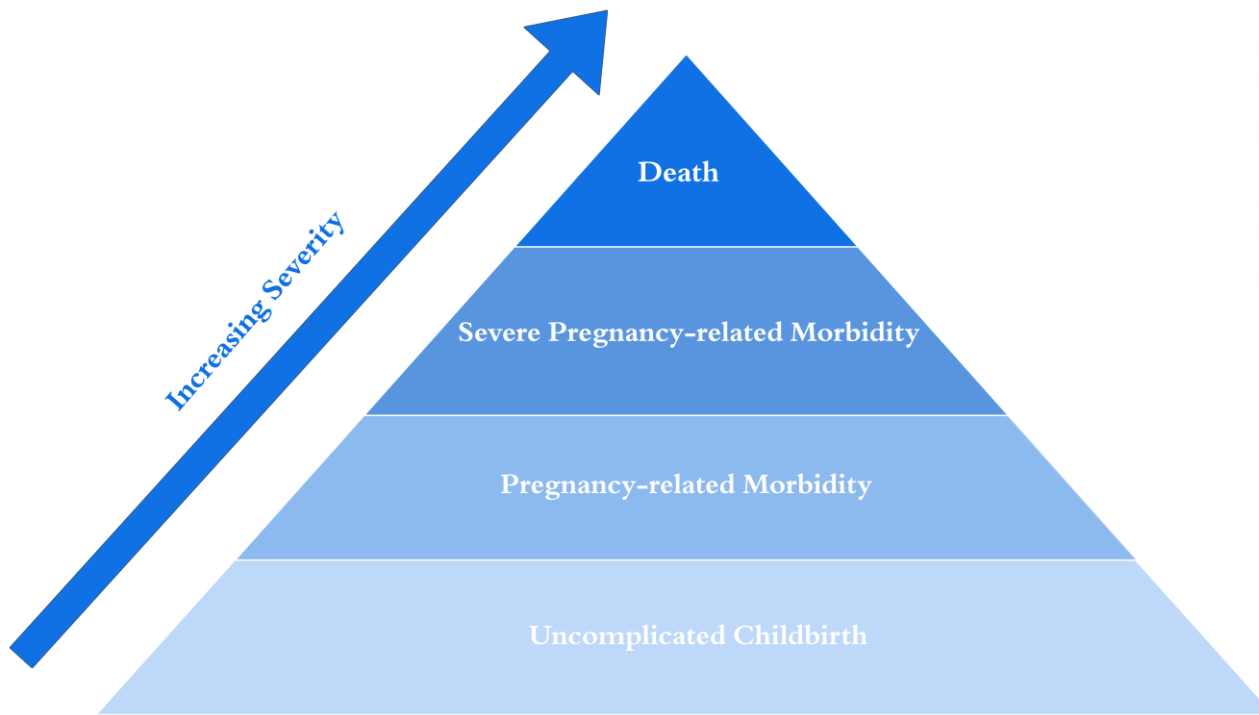 Death
Increasing Severity
Severe Pregnancy-related Morbidity
Pregnancy-related Morbidity
Uncomplicated Childbirth